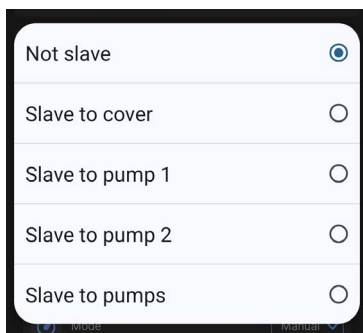 Not slave
Slave to cover
Slave to pump 1
Slave to pump 2
Slave to pumps
Mode Manual